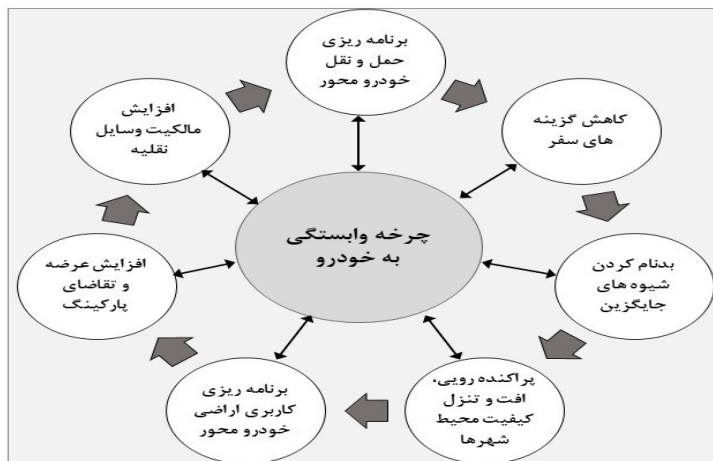 برنامه ریزی
حمل و نقل
خودرو محور
کاهش گزینه
های سفر
بدنام کردن
شیوه های
جایگزین
پراکنده رویی،
افت و تنزل
کیفیت محیط
شهرها
برنامه ریزی
کاربری اراضی
خودرو محور
افزایش عرضه
و تقاضای
پارکینگ
افزایش
مالکیت وسایل
نقلیه
چرخه وابستگی
به خودرو